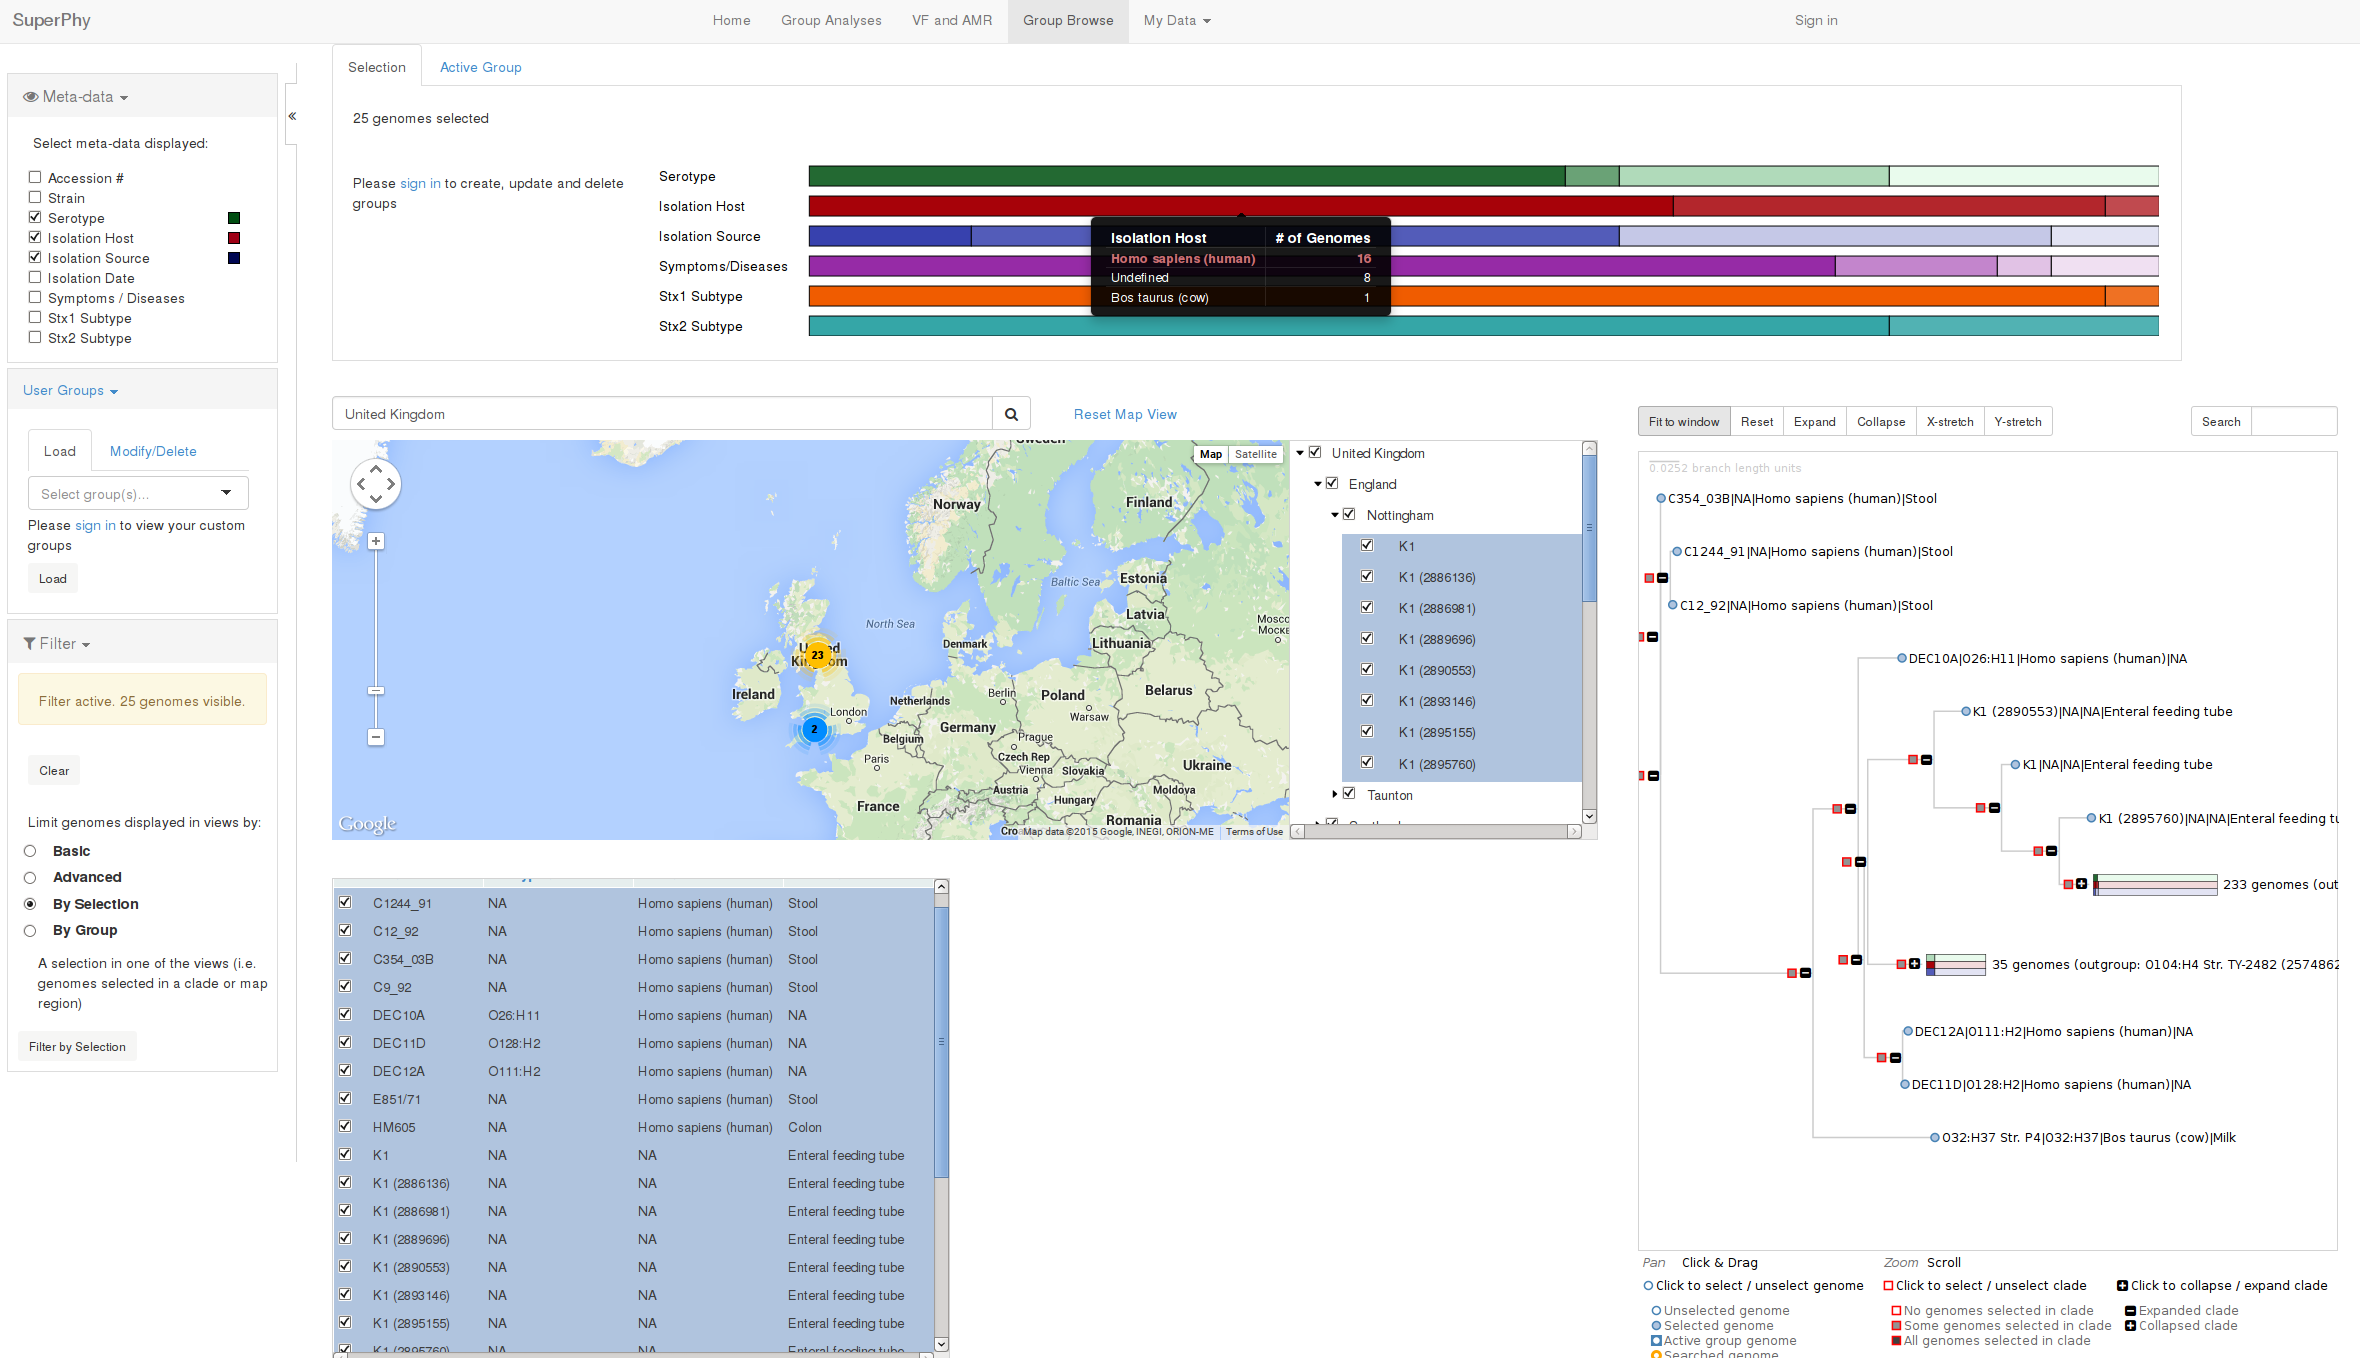 SuperPhy
Home Group Analyses VF and AMR Group Browse My Data Sign in
Meta-data
«
Select meta-data displayed:
Accession #
Strain
Serotype
Isolation Host
Isolation Source
Isolation Date
Symptoms / Diseases
Stx1 Subtype
Stx2 Subtype
User Groups
Load Modify/Delete
Select group(s)...
Please sign in to view your custom
groups
Load
Filter
Filter active. 25 genomes visible.
Clear
Limit genomes displayed in views by:
Basic
Advanced
By Selection
By Group
A selection in one of the views (i.e.
genomes selected in a clade or map
region)
Filter by Selection
Selection Active Group
25 genomes selected
Please sign in to create, update and delete
groups
Serotype
Isolation Host
Isolation Source
Symptoms/Diseases
Stx1 Subtype
Stx2 Subtype
Isolation Host # of Genomes
Homo sapiens (human) 16
Undefined 8
Bos taurus (cow) 1
United Kingdom
Reset Map View
Sweden
Map Satellite
Norway
Finland
Baltic Sea
Estonia
Latvia
North Sea
Moscow
Denmark
Lithuania
United
Kingdom
23
Ireland
Berlin
Poland
Belarus
Netherlands
Warsaw
London
2
Germany
Belgium
Prague
Paris
Czech Rep
Vienna
Slovakia
Ukraine
Austria
Hungary
Moldova
France
Romania
Google
Cro
Map data ©2015 Google, INEGI, ORION-ME Terms of Use
United Kingdom
England
Nottingham
K1
K1 (2886136)
K1 (2886981)
K1 (2889696)
K1 (2890553)
K1 (2893146)
K1 (2895155)
K1 (2895760)
Taunton
C1244_91 NA Homo sapiens (human) Stool
C12_92 NA Homo sapiens (human) Stool
C354_03B NA Homo sapiens (human) Stool
C9_92 NA Homo sapiens (human) Stool
DEC10A O26:H11 Homo sapiens (human) NA
DEC11D O128:H2 Homo sapiens (human) NA
DEC12A O111:H2 Homo sapiens (human) NA
E851/71 NA Homo sapiens (human) Stool
HM605 NA Homo sapiens (human) Colon
K1 NA NA Enteral feeding tube
K1 (2886136) NA NA Enteral feeding tube
K1 (2886981) NA NA Enteral feeding tube
K1 (2889696) NA NA Enteral feeding tube
K1 (2890553) NA NA Enteral feeding tube
K1 (2893146) NA NA Enteral feeding tube
K1 (2895155) NA NA Enteral feeding tube
K1 (2895760) NA NA Enteral feeding tube
Fit to window Reset Expand Collapse X-stretch Y-stretch Search
0.0252 branch length units
C354_03B|NA|Homo sapiens (human)|Stool
C1244_91|NA|Homo sapiens (human)|Stool
C12_92|NA|Homo sapiens (human)|Stool
DEC10A|O26:H11|Homo sapiens (human)|NA
K1 (2890553)|NA|NA|Enteral feeding tube
K1|NA|NA|Enteral feeding tube
K1 (2895760)|NA|NA|Enteral feeding tu
233 genomes (out
35 genomes (outgroup: O104:H4 Str. TY-2482 (2574862
DEC12A|O111:H2|Homo sapiens (human)|NA
DEC11D|O128:H2|Homo sapiens (human)|NA
O32:H37 Str. P4|O32:H37|Bos taurus (cow)|Milk
Pan Click & Drag Zoom Scroll
Click to select / unselect genome Click to select / unselect clade Click to collapse / expand clade
Unselected genome No genomes selected in clade Expanded clade
Selected genome Some genomes selected in clade Collapsed clade
Active group genome All genomes selected in clade
Searched genome